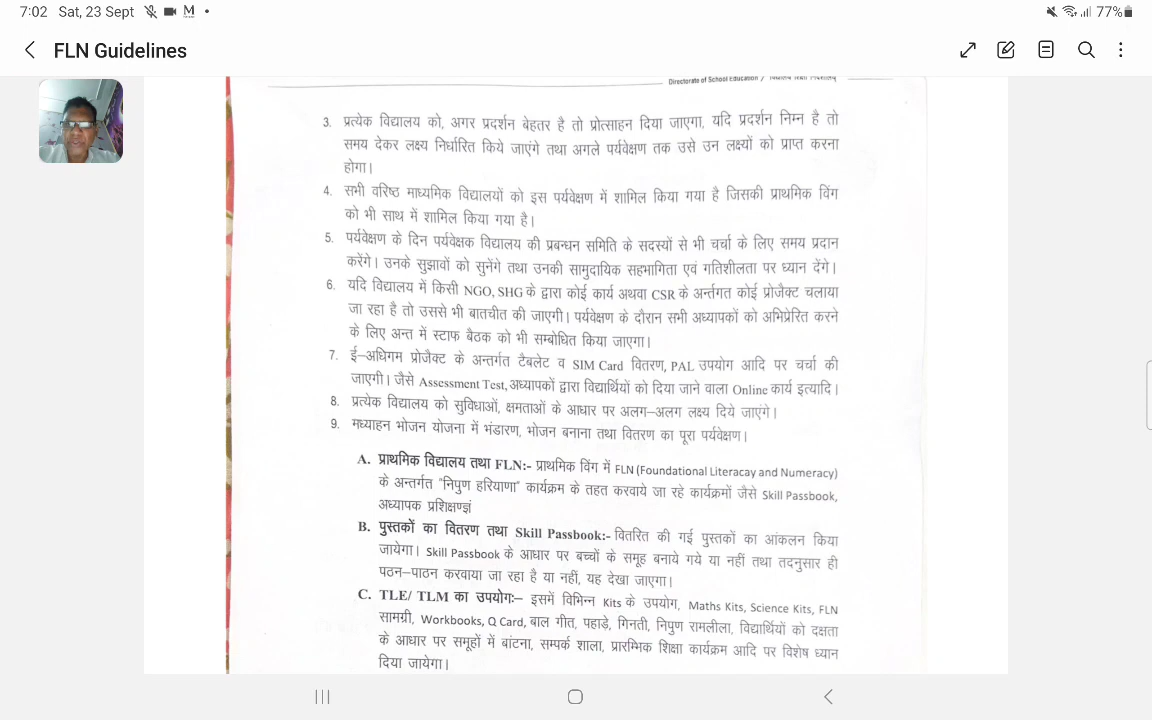 7:02 Sat, 23 Sept M
77%
FLN Guidelines
Directorate of School Education /
3. प्रत्येक विद्यालय को, अगर प्रदर्शन बेहतर है तो प्रोत्साहन दिया जाएगा, यदि प्रदर्शन निम्न है तो
समय देकर लक्ष्य निर्धारित किये जाएंगे तथा अगले पर्यवेक्षण तक उसे उन लक्ष्यों को प्राप्त करना
होगा।
4. सभी वरिष्ठ माध्यमिक विद्यालयों को इस पर्यवेक्षण में शामिल किया गया है जिसकी प्राथमिक विंग
को भी साथ में शामिल किया गया है।
5. पर्यवेक्षण के दिन पर्यवेक्षक विद्यालय की प्रबन्धन समिति के सदस्यों से भी चर्चा के लिए समय प्रदान
करेंगे। उनके सुझावों को सुनेंगे तथा उनकी सामुदायिक सहभागिता एवं गतिशीलता पर ध्यान देंगे।
6. यदि विद्यालय में किसी NGO, SHG के द्वारा कोई कार्य अथवा CSR के अर्न्तगत कोई प्रोजैक्ट चलाया
जा रहा है तो उससे भी बातचीत की जाएगी। पर्यवेक्षण के दौरान सभी अध्यापकों को अभिप्रेरित करने
के लिए अन्त में स्टाफ बैठक को भी सम्बोधित किया जाएगा।
7. ई–अधिगम प्रोजैक्ट के अन्तर्गत टैबलेट व SIM Card वितरण, PAL उपयोग आदि पर चर्चा की
जाएगी। जैसे Assessment Test, अध्यापकों द्वारा विद्यार्थियों को दिया जाने वाला Online कार्य इत्यादि।
8. प्रत्येक विद्यालय को सुविधाओं, क्षमताओं के आधार पर अलग–अलग लक्ष्य दिये जाएंगे।
9. मध्याहन भोजन योजना में भंडारण, भोजन बनाना तथा वितरण का पूरा पर्यवेक्षण।
A. प्राथमिक विद्यालय तथा FLN:- प्राथमिक विंग में FLN (Foundational Literacay and Numeracy)
के अन्तर्गत "निपुण हरियाणा" कार्यक्रम के तहत करवाये जा रहे कार्यक्रमों जैसे Skill Passbook,
अध्यापक प्रशिक्षण्ज्ञं
B. पुस्तकों का वितरण तथा Skill Passbook:- वितरित की गई पुस्तकों का आंकलन किया
जायेगा। Skill Passbook के आधार पर बच्चों के समूह बनाये गये या नहीं तथा तदनुसार ही
पठन–पाठन करवाया जा रहा है या नहीं, यह देखा जाएगा।
C. TLE/ TLM का उपयोगः– इसमें विभिन्न Kits के उपयोग, Maths Kits, Science Kits, FLN
सामग्री, Workbooks, Q Card, बाल गीत, पहाड़े, गिनती, निपुण रामलीला, विद्यार्थियों को दक्षता
के आधार पर समूहों में बांटना, सम्पर्क शाला, प्रारम्भिक शिक्षा कार्यक्रम आदि पर विशेष ध्यान
दिया जायेगा।